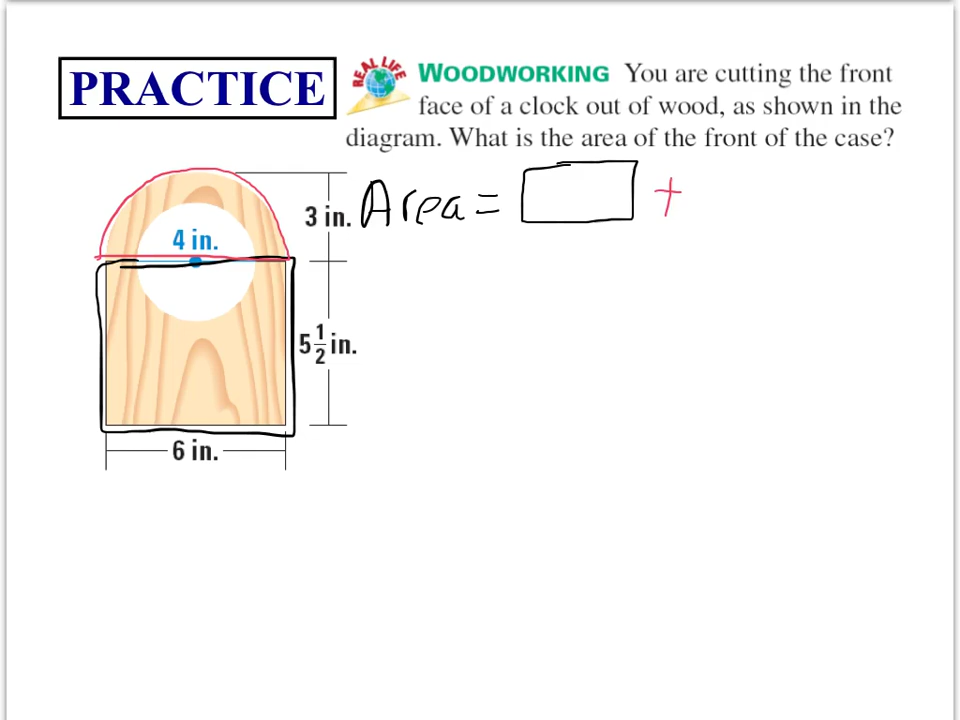 PRACTICE
REAL LIFE
WOODWORKING You are cutting the front
face of a clock out of wood, as shown in the
diagram. What is the area of the front of the case?
Area = +
3 in.
4 in.
5 1/2 in.
6 in.